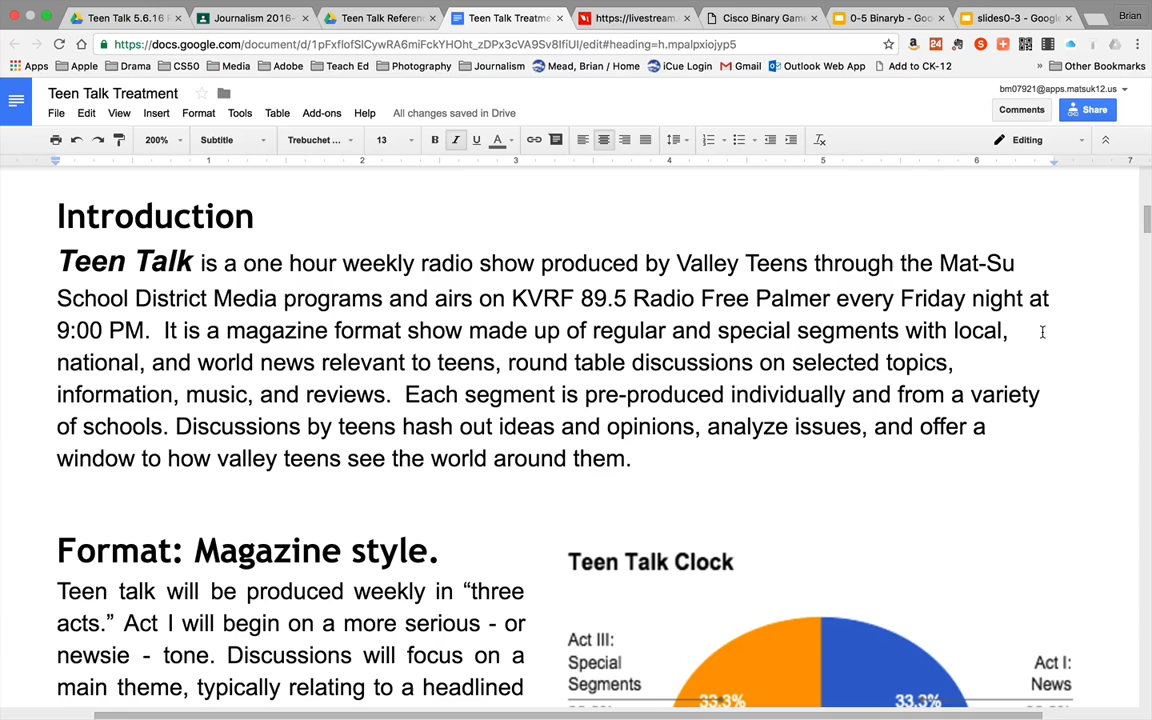 Teen Talk 5.6.16 P
Journalism 2016-
Teen Talk Referenc
Teen Talk Treatme
https://livestream.
Cisco Binary Game
0-5 Binaryb - Goo
slides0-3 - Google
Brian
https://docs.google.com/document/d/1pFxfIofSICywRA6miFckYHOht_zDPx3cVA9Sv8IfiUI/edit#heading=h.mpalpxiojyp5
Apps Apple Drama CS50 Media Adobe Teach Ed Photography Journalism Mead, Brian / Home iCue Login Gmail Outlook Web App Add to CK-12 » Other Bookmarks
Teen Talk Treatment
bm07921@apps.matsuk12.us
File Edit View Insert Format Tools Table Add-ons Help All changes saved in Drive
Comments Share
200% Subtitle Trebuchet ... 13 B I U A Editing
1 2 3 4 5 6 7
Introduction
Teen Talk is a one hour weekly radio show produced by Valley Teens through the Mat-Su
School District Media programs and airs on KVRF 89.5 Radio Free Palmer every Friday night at
9:00 PM. It is a magazine format show made up of regular and special segments with local,
national, and world news relevant to teens, round table discussions on selected topics,
information, music, and reviews. Each segment is pre-produced individually and from a variety
of schools. Discussions by teens hash out ideas and opinions, analyze issues, and offer a
window to how valley teens see the world around them.
Format: Magazine style.
Teen talk will be produced weekly in “three
acts.” Act I will begin on a more serious - or
newsie - tone. Discussions will focus on a
main theme, typically relating to a headlined
Teen Talk Clock
Act III:
Special
Segments
Act I:
News
33.3%
33.3%